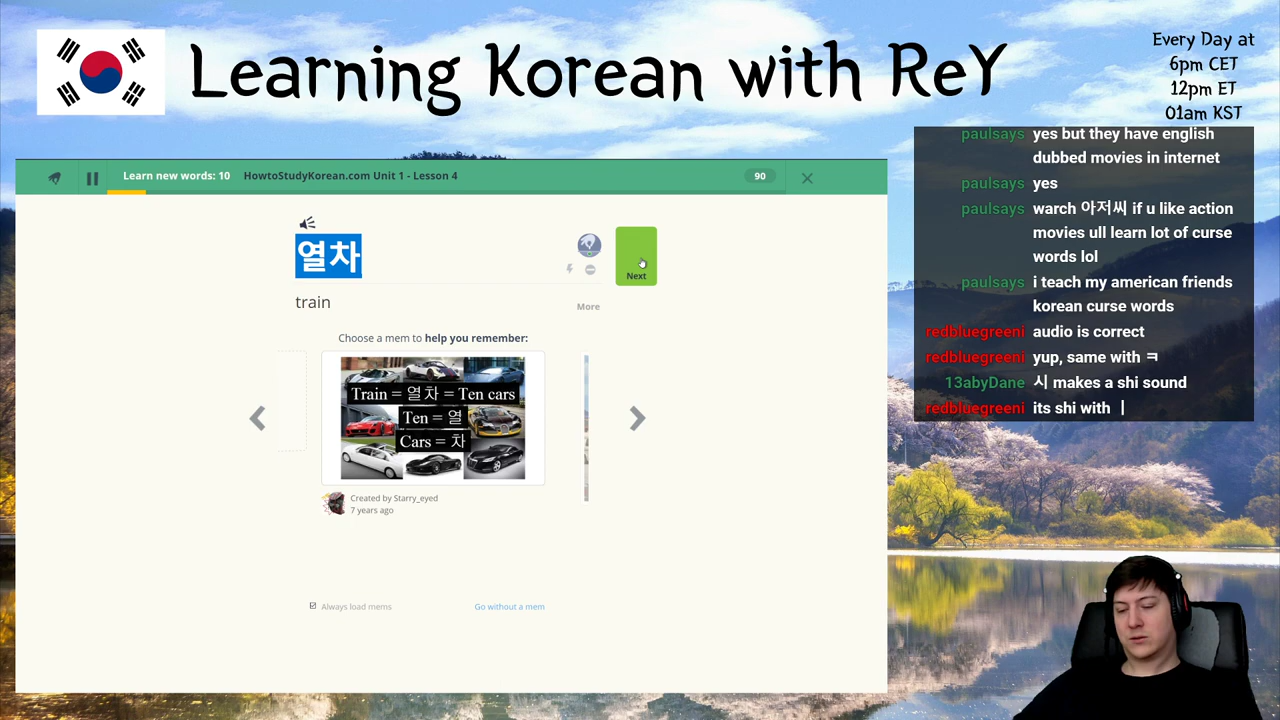 Learning Korean with ReY
Every Day at
6pm CET
12pm ET
01am KST
Learn new words: 10 HowtoStudyKorean.com Unit 1 - Lesson 4 90
열차
Next
train
More
Choose a mem to help you remember:
Train = 열차 = Ten cars
Ten = 열
Cars = 차
Created by Starry_eyed
7 years ago
Always load mems
Go without a mem
paulsays yes but they have english
dubbed movies in internet
paulsays yes
paulsays warch 아저씨 if u like action
movies ull learn lot of curse
words lol
paulsays i teach my american friends
korean curse words
redbluegreeni audio is correct
redbluegreeni yup, same with ㅋ
13abyDane 시 makes a shi sound
redbluegreeni its shi with ㅣ